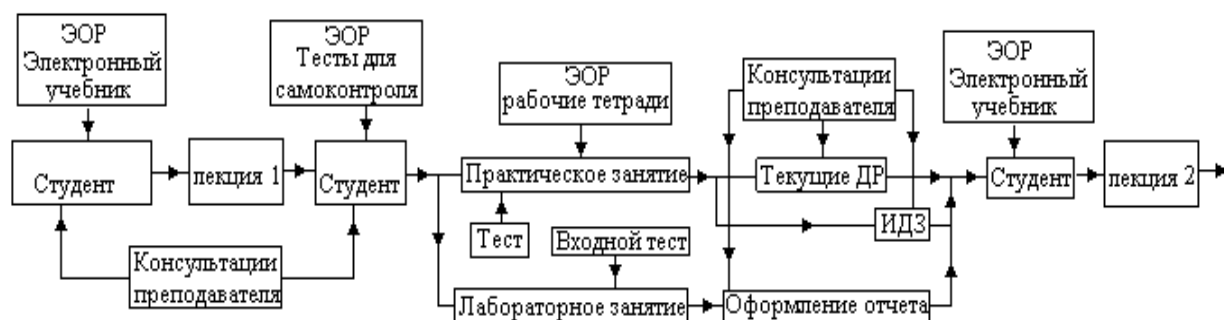 ЭОР
Электронный
учебник
ЭОР
Тесты для
самоконтроля
ЭОР
рабочие тетради
Консультации
преподавателя
ЭОР
Электронный
учебник
Студент
лекция 1
Студент
Практическое занятие
Текущие ДР
Студент
лекция 2
Тест
Входной тест
ИДЗ
Консультации
преподавателя
Лабораторное занятие
Оформление отчета